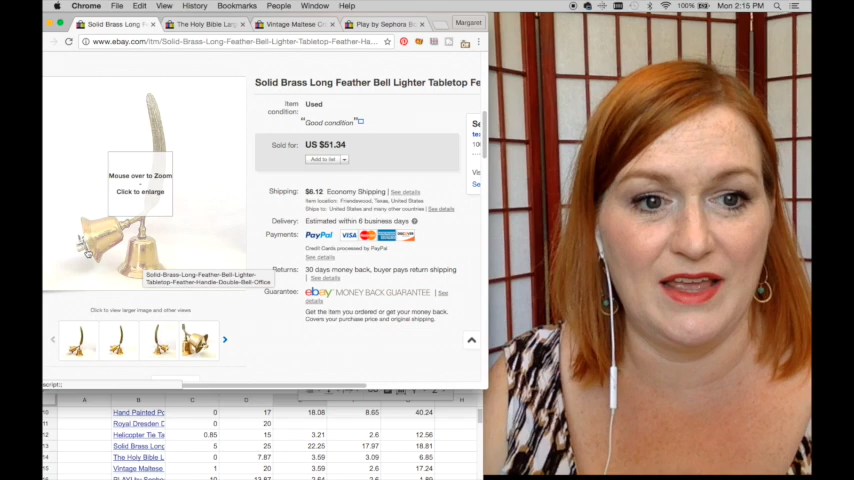 Chrome File Edit View History Bookmarks People Window Help
100% Mon 2:15 PM
Solid Brass Long F
The Holy Bible Larg
Vintage Maltese Cr
Play by Sephora Bo
Margaret
www.ebay.com/itm/Solid-Brass-Long-Feather-Bell-Lighter-Tabletop-Feather-Ha...
Solid Brass Long Feather Bell Lighter Tabletop Fe
Item condition: Used
"Good condition"
Sold for: US $51.34
Add to list
Mouse over to Zoom
-
Click to enlarge
Shipping: $6.12 Economy Shipping | See details
Item location: Friendswood, Texas, United States
Ships to: United States and many other countries | See details
Delivery: Estimated within 6 business days
Payments: PayPal VISA
Credit Cards processed by PayPal
See details
Returns: 30 days money back, buyer pays return shipping
| See details
Guarantee: ebay MONEY BACK GUARANTEE | See details
Get the item you ordered or get your money back.
Covers your purchase price and original shipping.
Solid-Brass-Long-Feather-Bell-Lighter-
Tabletop-Feather-Handle-Double-Bell-Office
Click to view larger image and other views
A B C D H
10 Hand Painted Po 0 17 18.08 8.65 40.24
11 Royal Dresden D 0 20
12 Helicopter Tie Ta 0.85 15 3.21 2.6 12.56
13 Solid Brass Long 5 25 22.25 17.97 18.81
14 The Holy Bible L 0 7.87 3.59 3.09 6.85
15 Vintage Maltese 1 20 3.59 2.6 17.24